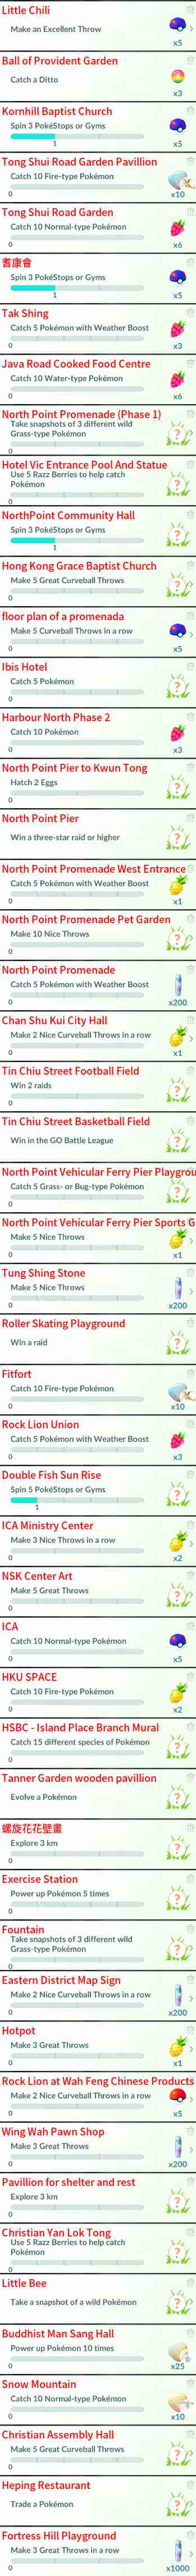 Little Chili
Make an Excellent Throw
x5
Ball of Provident Garden
Catch a Ditto
x3
Kornhill Baptist Church
Spin 3 PokéStops or Gyms
1
x5
Tong Shui Road Garden Pavillion
Catch 10 Fire-type Pokémon
0
x10
Tong Shui Road Garden
Catch 10 Normal-type Pokémon
0
x6
耆康會
Spin 3 PokéStops or Gyms
1
x5
Tak Shing
Catch 5 Pokémon with Weather Boost
0
x3
Java Road Cooked Food Centre
Catch 10 Water-type Pokémon
0
x6
North Point Promenade (Phase 1)
Take snapshots of 3 different wild
Grass-type Pokémon
0
Hotel Vic Entrance Pool And Statue
Use 5 Razz Berries to help catch
Pokémon
0
NorthPoint Community Hall
Spin 3 PokéStops or Gyms
1
Hong Kong Grace Baptist Church
Make 5 Great Curveball Throws
0
floor plan of a promenada
Make 5 Curveball Throws in a row
0
x5
Ibis Hotel
Catch 5 Pokémon
0
Harbour North Phase 2
Catch 10 Pokémon
0
x3
North Point Pier to Kwun Tong
Hatch 2 Eggs
0
North Point Pier
Win a three-star raid or higher
North Point Promenade West Entrance
Catch 5 Pokémon with Weather Boost
0
x1
North Point Promenade Pet Garden
Make 10 Nice Throws
0
North Point Promenade
Catch 5 Pokémon with Weather Boost
0
x200
Chan Shu Kui City Hall
Make 2 Nice Curveball Throws in a row
0
x1
Tin Chiu Street Football Field
Win 2 raids
0
Tin Chiu Street Basketball Field
Win in the GO Battle League
North Point Vehicular Ferry Pier Playgrou
Catch 5 Grass- or Bug-type Pokémon
0
North Point Vehicular Ferry Pier Sports G
Make 5 Nice Throws
0
x1
Tung Shing Stone
Make 5 Nice Throws
0
x200
Roller Skating Playground
Win a raid
Fitfort
Catch 10 Fire-type Pokémon
0
x10
Rock Lion Union
Catch 5 Pokémon with Weather Boost
0
x3
Double Fish Sun Rise
Spin 5 PokéStops or Gyms
1
ICA Ministry Center
Make 3 Nice Throws in a row
0
x2
NSK Center Art
Make 5 Great Throws
0
ICA
Catch 10 Normal-type Pokémon
0
x5
HKU SPACE
Catch 10 Fire-type Pokémon
0
x2
HSBC - Island Place Branch Mural
Catch 15 different species of Pokémon
0
Tanner Garden wooden pavillion
Evolve a Pokémon
螺旋花花壁畫
Explore 3 km
0
Exercise Station
Power up Pokémon 5 times
0
Fountain
Take snapshots of 3 different wild
Grass-type Pokémon
0
Eastern District Map Sign
Make 2 Nice Curveball Throws in a row
0
x200
Hotpot
Make 3 Great Throws
0
x1
Rock Lion at Wah Feng Chinese Products
Make 2 Nice Curveball Throws in a row
0
x5
Wing Wah Pawn Shop
Make 3 Great Throws
0
x200
Pavillion for shelter and rest
Explore 3 km
0
Christian Yan Lok Tong
Use 5 Razz Berries to help catch
Pokémon
0
Little Bee
Take a snapshot of a wild Pokémon
Buddhist Man Sang Hall
Power up Pokémon 10 times
0
x25
Snow Mountain
Catch 10 Normal-type Pokémon
0
x10
Christian Assembly Hall
Make 5 Great Curveball Throws
0
Heping Restaurant
Trade a Pokémon
Fortress Hill Playground
Make 3 Great Throws in a row
0
x1000